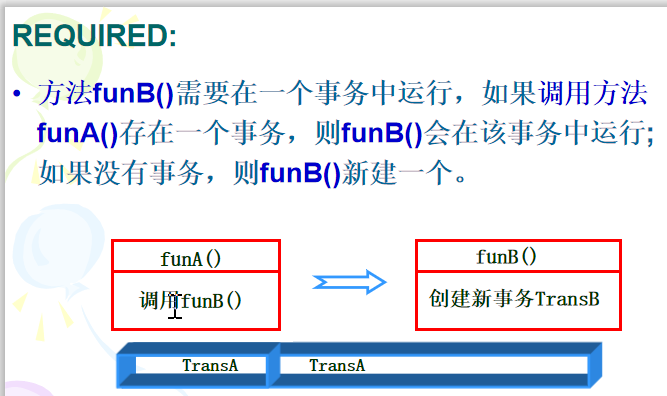 REQUIRED:
• 方法funB()需要在一个事务中运行，如果调用方法
funA()存在一个事务，则funB()会在该事务中运行;
如果没有事务，则funB()新建一个。
funA()
funB()
调用funB()
创建新事务TransB
TransA
TransA